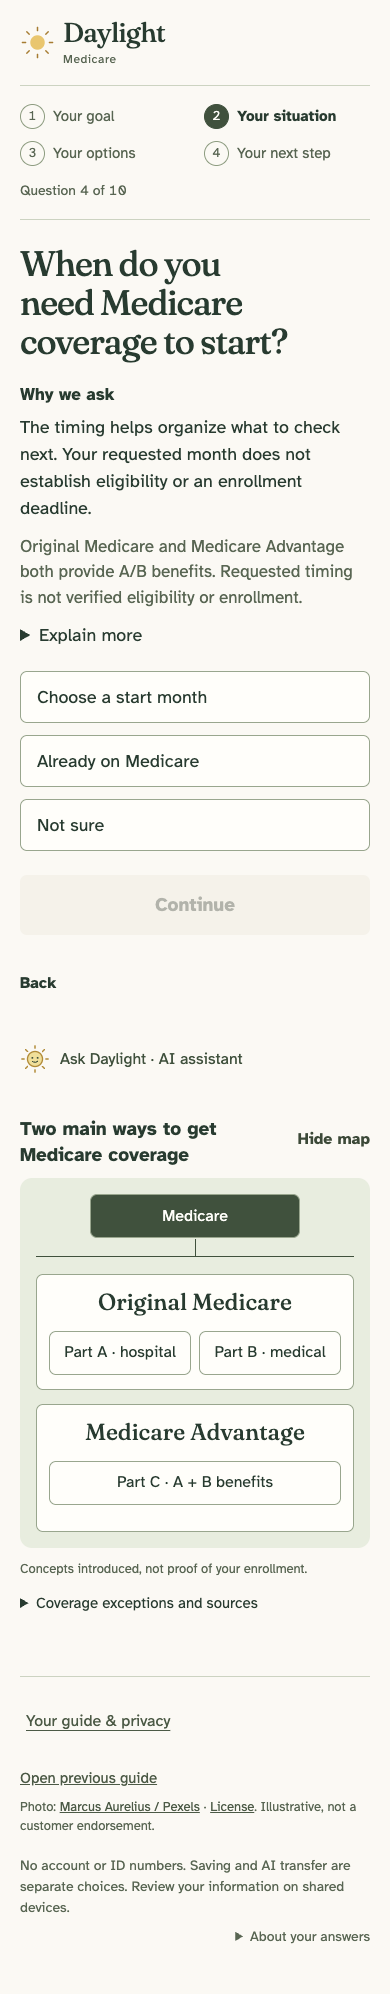 Daylight
Medicare
1 Your goal
2 Your situation
3 Your options
4 Your next step
Question 4 of 10
When do you
need Medicare
coverage to start?
Why we ask
The timing helps organize what to check
next. Your requested month does not
establish eligibility or an enrollment
deadline.
Original Medicare and Medicare Advantage
both provide A/B benefits. Requested timing
is not verified eligibility or enrollment.
Explain more
Choose a start month
Already on Medicare
Not sure
Continue
Back
Ask Daylight · AI assistant
Two main ways to get
Medicare coverage
Hide map
Medicare
Original Medicare
Part A · hospital
Part B · medical
Medicare Advantage
Part C · A + B benefits
Concepts introduced, not proof of your enrollment.
Coverage exceptions and sources
Your guide & privacy
Open previous guide
Photo: Marcus Aurelius / Pexels · License. Illustrative, not a
customer endorsement.
No account or ID numbers. Saving and AI transfer are
separate choices. Review your information on shared
devices.
About your answers